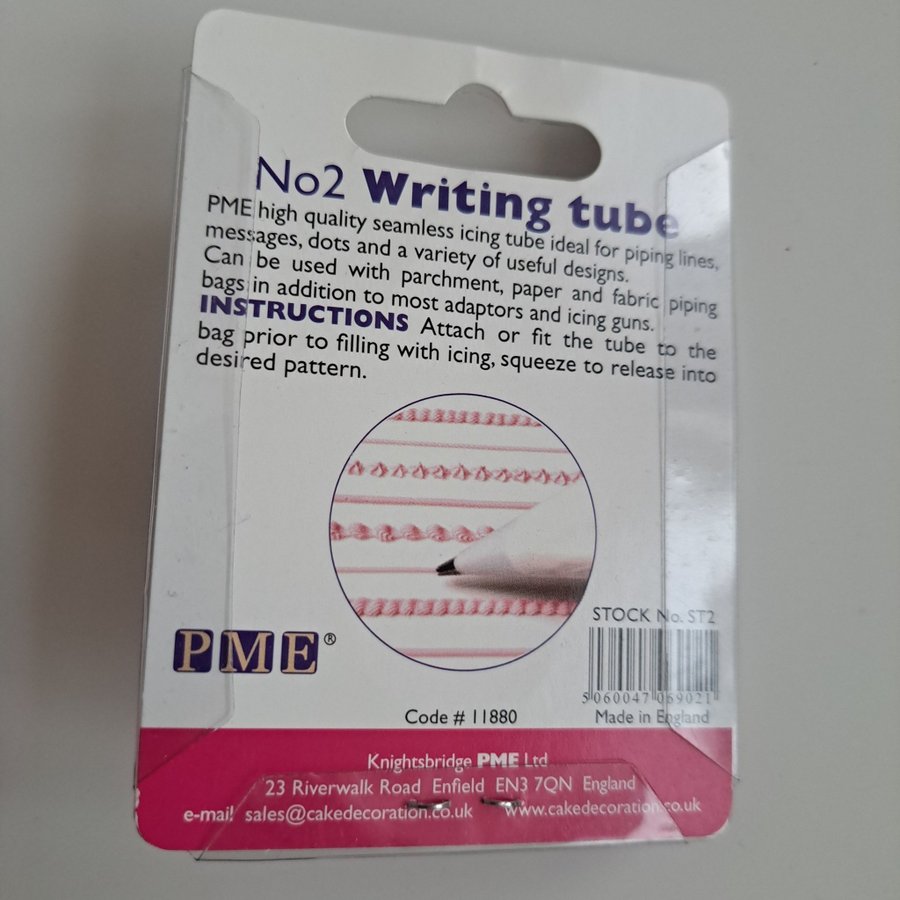 No2 Writing tube
PME high quality seamless icing tube ideal for piping lines,
messages, dots and a variety of useful designs.
Can be used with parchment, paper and fabric piping
bags in addition to most adaptors and icing guns.
INSTRUCTIONS Attach or fit the tube to the
bag prior to filling with icing, squeeze to release into
desired pattern.
STOCK No. ST2
PME®
5 060047 069021
Code # 11880
Made in England
Knightsbridge PME Ltd
23 Riverwalk Road Enfield EN3 7QN England
e-mail sales@cakedecoration.co.uk www.cakedecoration.co.uk